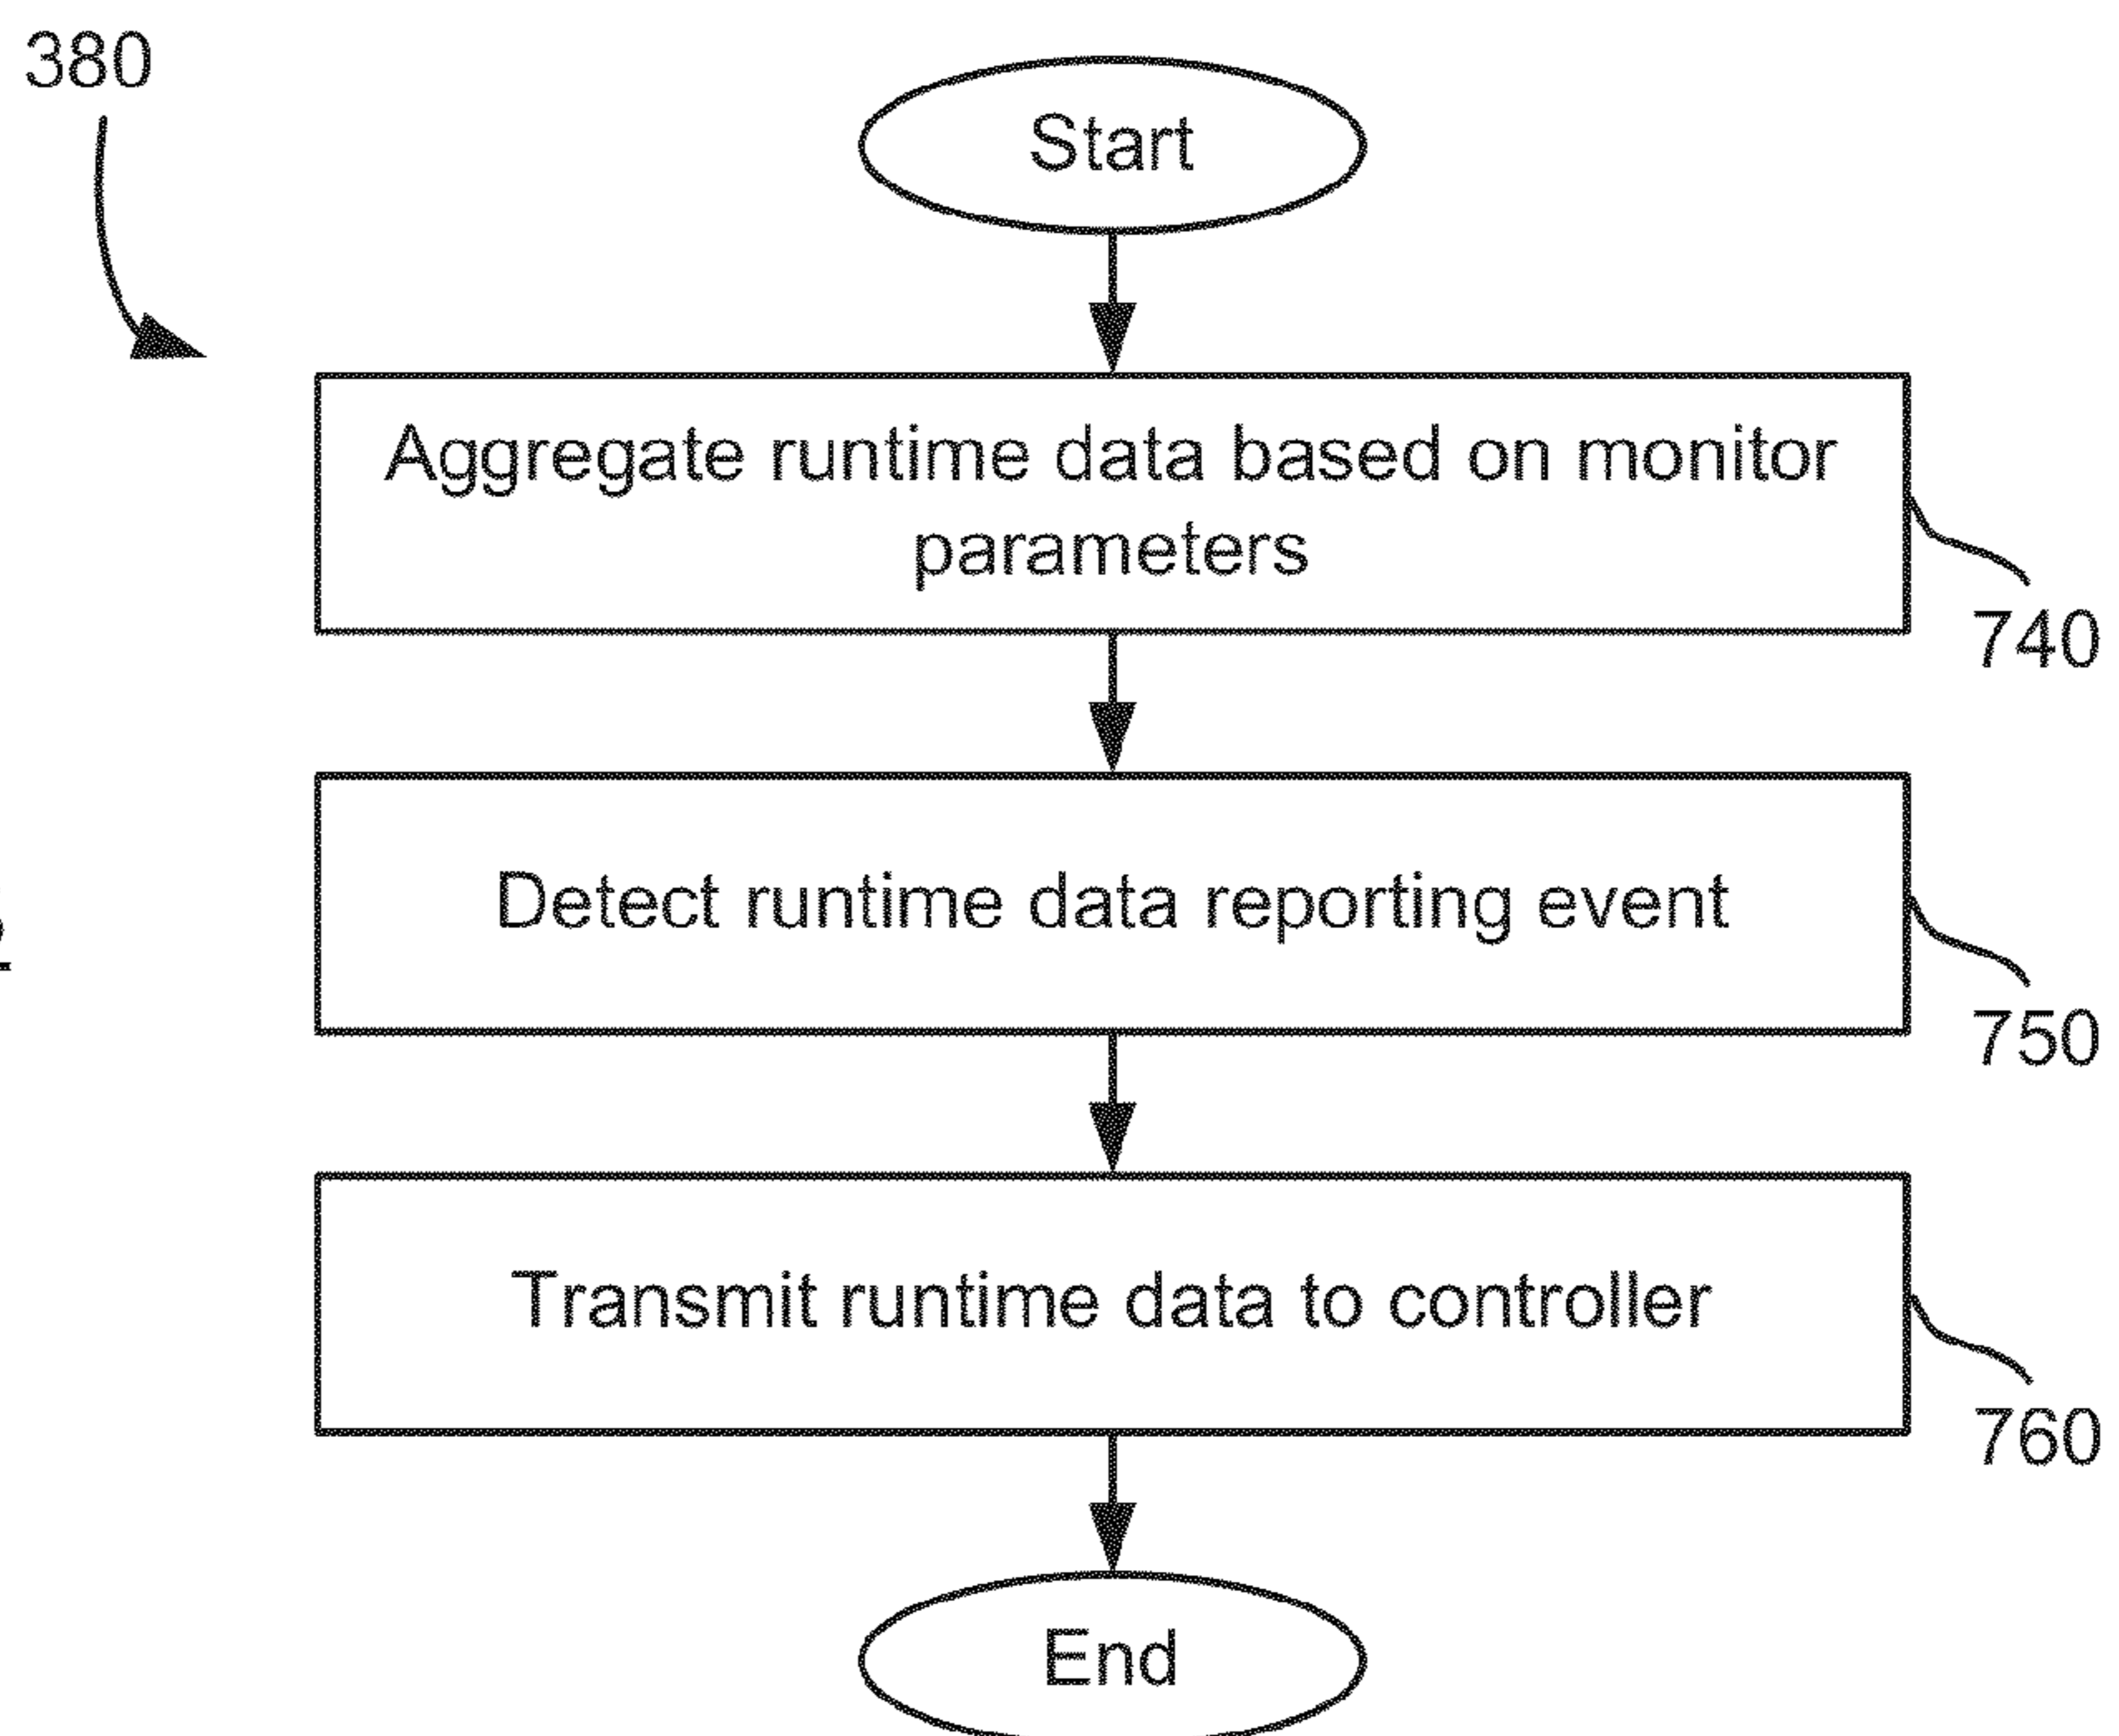 380
Start
Aggregate runtime data based on monitor
parameters
740
Detect runtime data reporting event
750
Transmit runtime data to controller
760
End